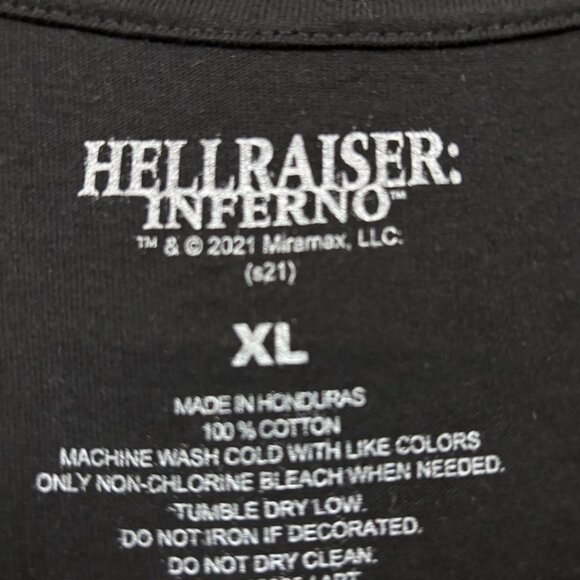 HELLRAISER:
INFERNO™
™ & © 2021 Miramax, LLC.
(s21)
XL
MADE IN HONDURAS
100% COTTON
MACHINE WASH COLD WITH LIKE COLORS
ONLY NON-CHLORINE BLEACH WHEN NEEDED.
TUMBLE DRY LOW.
DO NOT IRON IF DECORATED.
DO NOT DRY CLEAN.